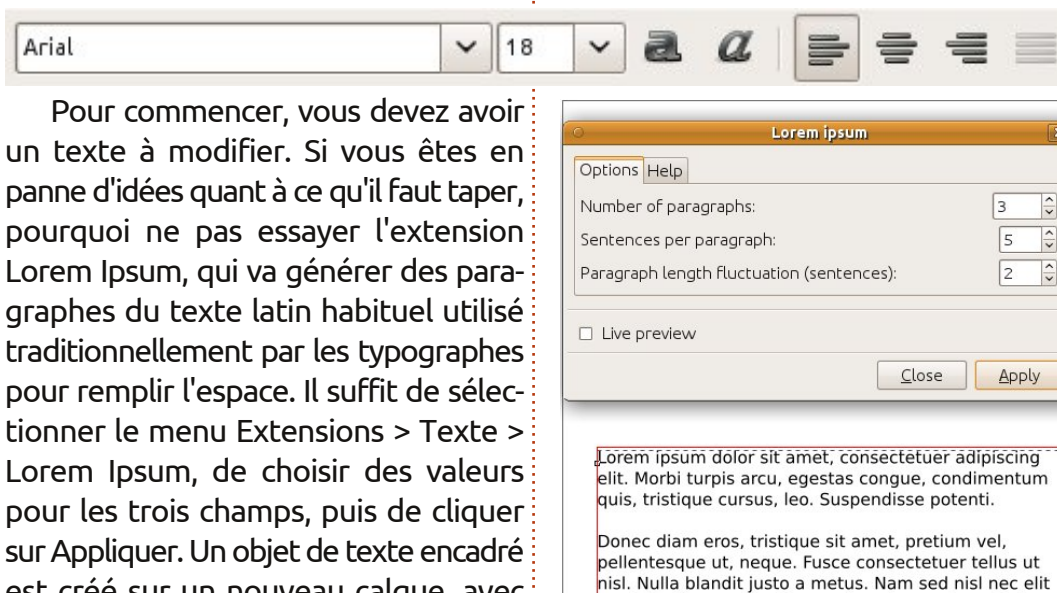 Arial 18 a a
Pour commencer, vous devez avoir
un texte à modifier. Si vous êtes en
panne d'idées quant à ce qu'il faut taper,
pourquoi ne pas essayer l'extension
Lorem Ipsum, qui va générer des para-
graphes du texte latin habituel utilisé
traditionnellement par les typographes
pour remplir l'espace. Il suffit de sélec-
tionner le menu Extensions > Texte >
Lorem Ipsum, de choisir des valeurs
pour les trois champs, puis de cliquer
sur Appliquer. Un objet de texte encadré
est créé sur un nouveau calque, avec
Lorem ipsum
Options Help
Number of paragraphs: 3
Sentences per paragraph: 5
Paragraph length fluctuation (sentences): 2
Live preview
Close Apply
Lorem ipsum dolor sit amet, consectetuer adipiscing
elit. Morbi turpis arcu, egestas congue, condimentum
quis, tristique cursus, leo. Suspendisse potenti.
Donec diam eros, tristique sit amet, pretium vel,
pellentesque ut, neque. Fusce consectetuer tellus ut
nisl. Nulla blandit justo a metus. Nam sed nisl nec elit